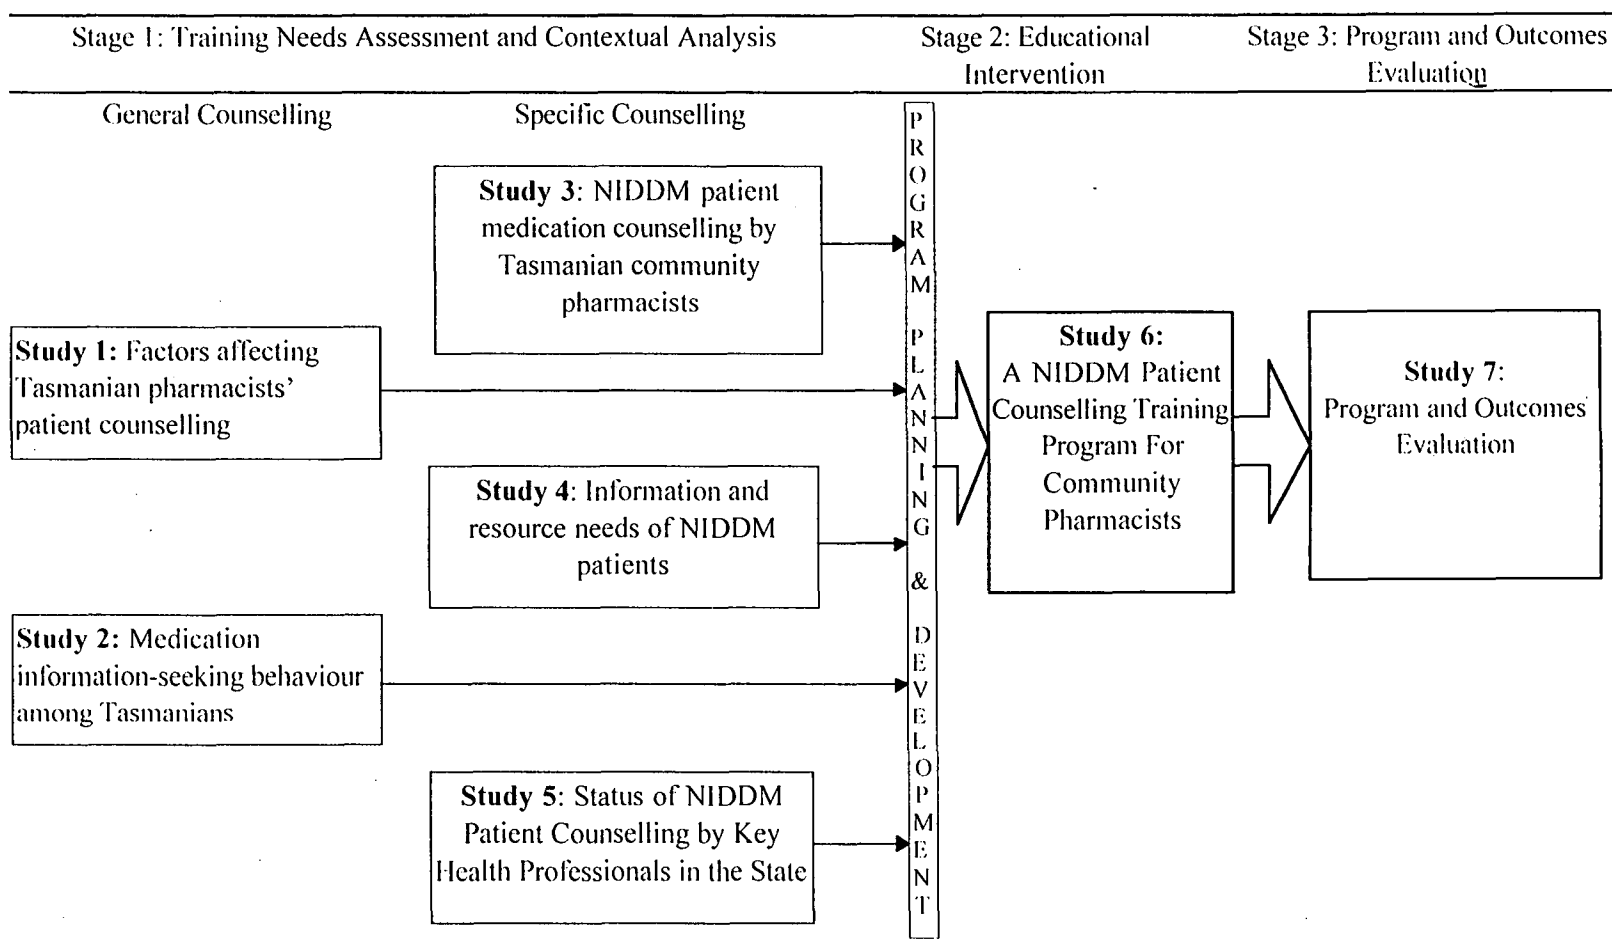 Stage 1: Training Needs Assessment and Contextual Analysis
Stage 2: Educational
Intervention
Stage 3: Program and Outcomes
Evaluation
General Counselling
Specific Counselling
Study 3: NIDDM patient
medication counselling by
Tasmanian community
pharmacists
Study 1: Factors affecting
Tasmanian pharmacists'
patient counselling
Study 4: Information and
resource needs of NIDDM
patients
Study 2: Medication
information-seeking behaviour
among Tasmanians
Study 5: Status of NIDDM
Patient Counselling by Key
Health Professionals in the State
PROGRAM PLANNING & DEVELOPMENT
Study 6:
A NIDDM Patient
Counselling Training
Program For
Community
Pharmacists
Study 7:
Program and Outcomes
Evaluation